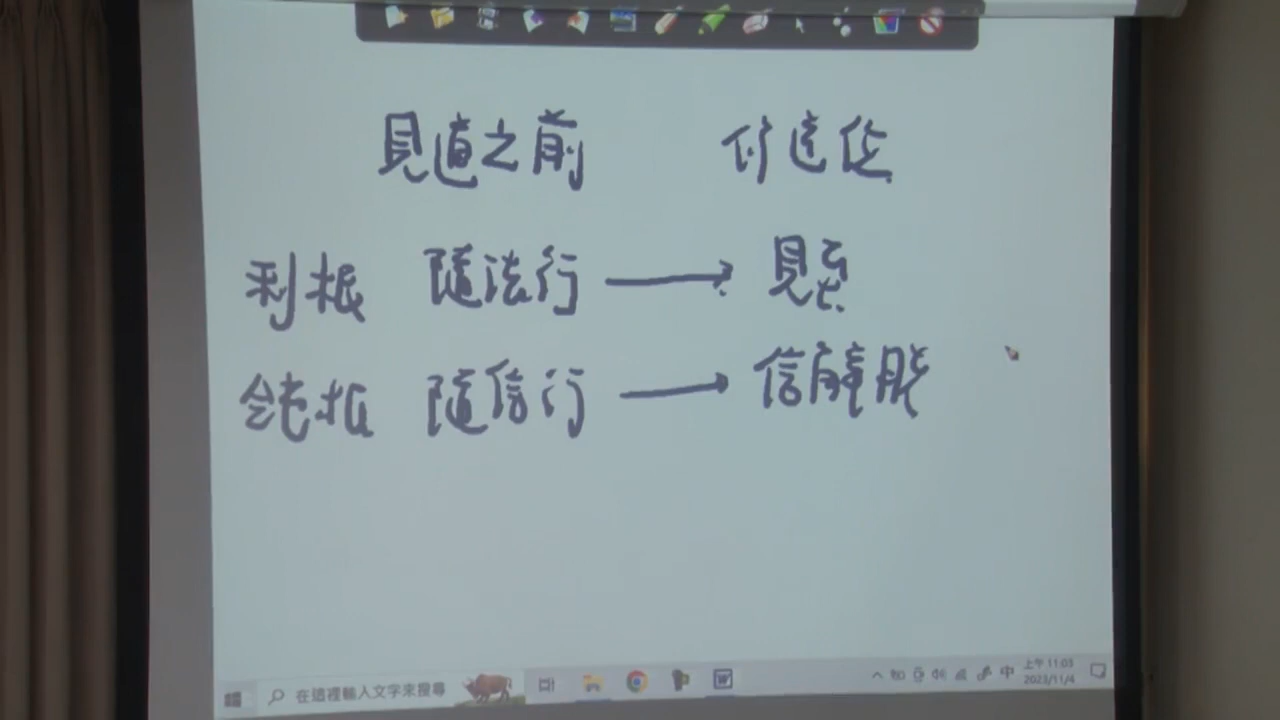 見道之前 修道位
利根 隨法行 → 見至
鈍根 隨信行 → 信解脫
在這裡輸入文字來搜尋
中
上午 11:03
2023/11/4